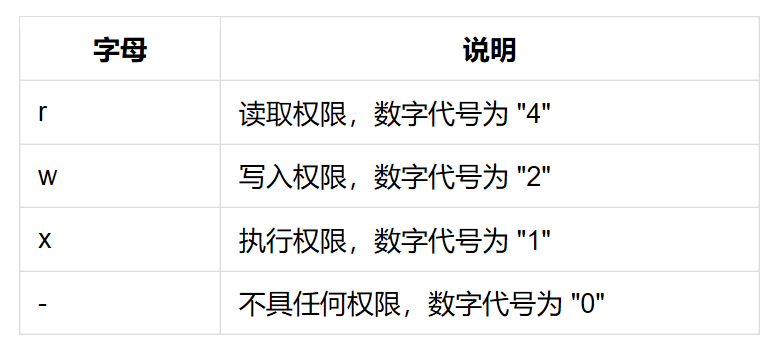 字母 说明
r 读取权限，数字代号为 "4"
w 写入权限，数字代号为 "2"
x 执行权限，数字代号为 "1"
- 不具任何权限，数字代号为 "0"